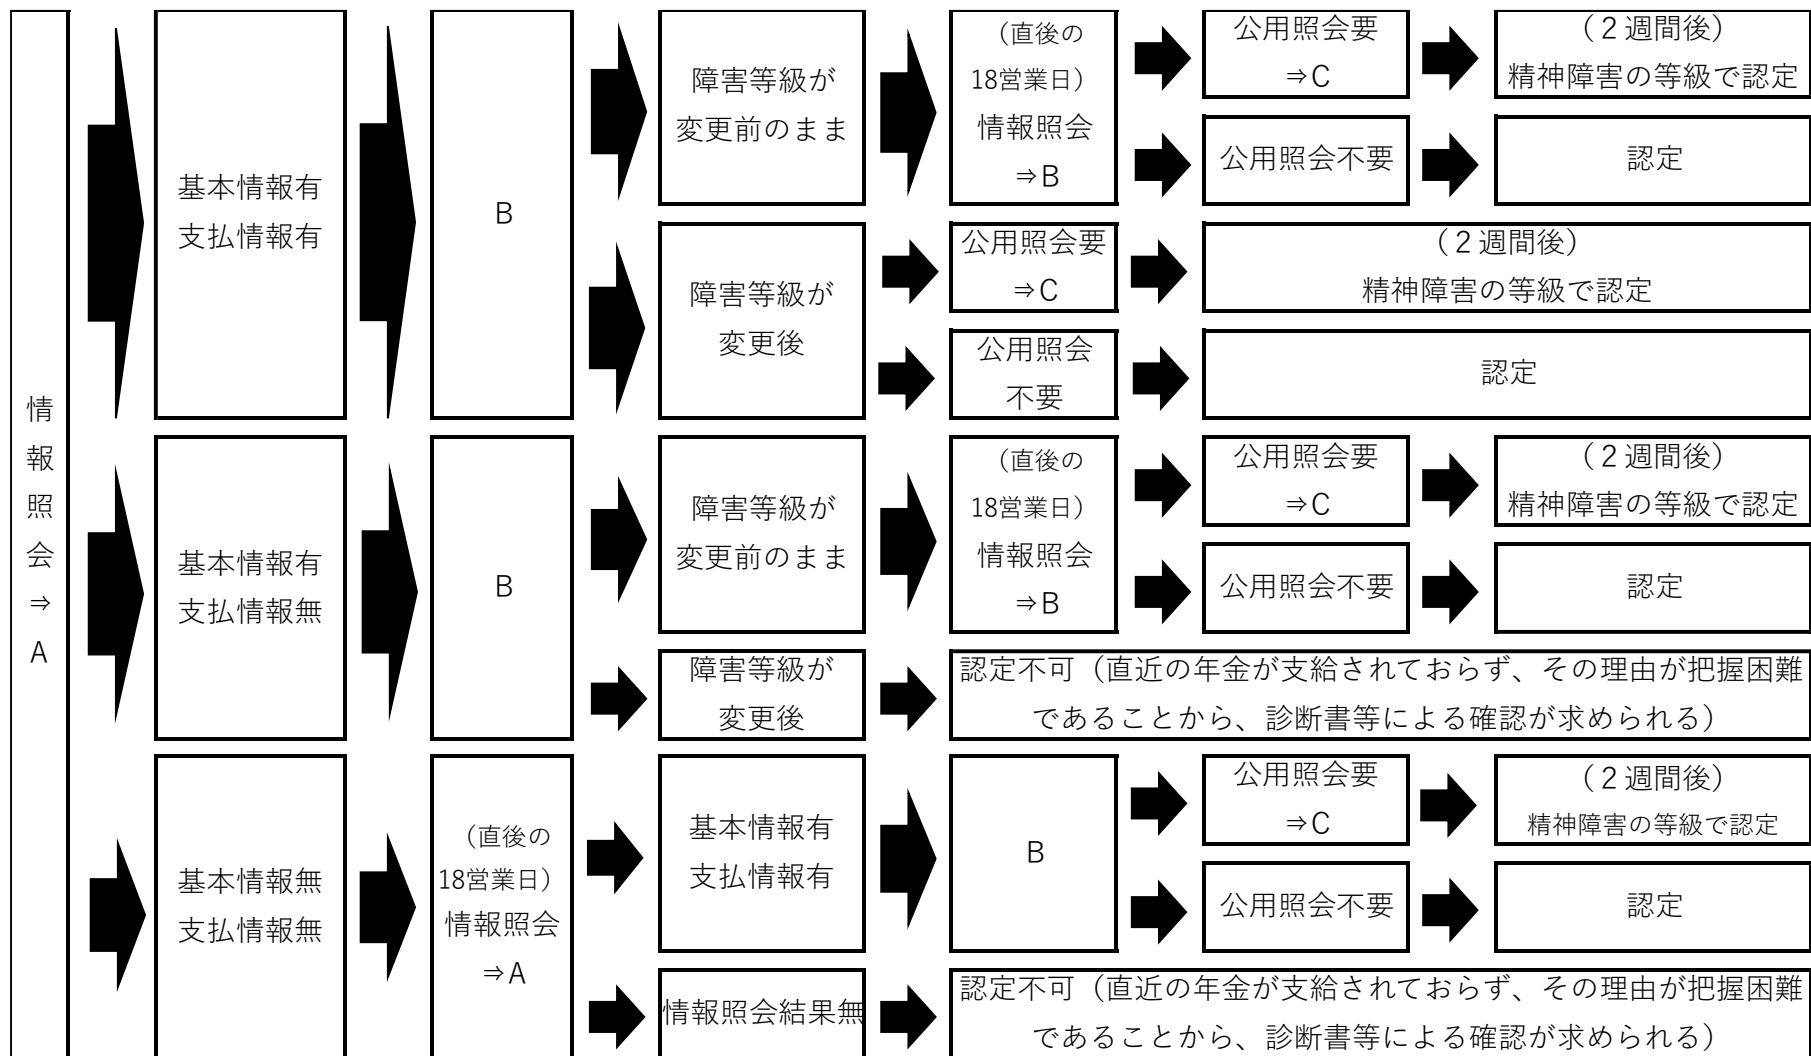 情
報
照
会
⇒
A
基本情報有
支払情報有
B
障害等級が
変更前のまま
（直後の
18営業日）
情報照会
⇒B
公用照会要
⇒C
（２週間後）
精神障害の等級で認定
公用照会不要
認定
障害等級が
変更後
公用照会要
⇒C
（２週間後）
精神障害の等級で認定
公用照会
不要
認定
基本情報有
支払情報無
B
障害等級が
変更前のまま
（直後の
18営業日）
情報照会
⇒B
公用照会要
⇒C
（２週間後）
精神障害の等級で認定
公用照会不要
認定
障害等級が
変更後
認定不可（直近の年金が支給されておらず、その理由が把握困難
であることから、診断書等による確認が求められる）
基本情報無
支払情報無
（直後の
18営業日）
情報照会
⇒A
基本情報有
支払情報有
B
公用照会要
⇒C
（２週間後）
精神障害の等級で認定
公用照会不要
認定
情報照会結果無
認定不可（直近の年金が支給されておらず、その理由が把握困難
であることから、診断書等による確認が求められる）